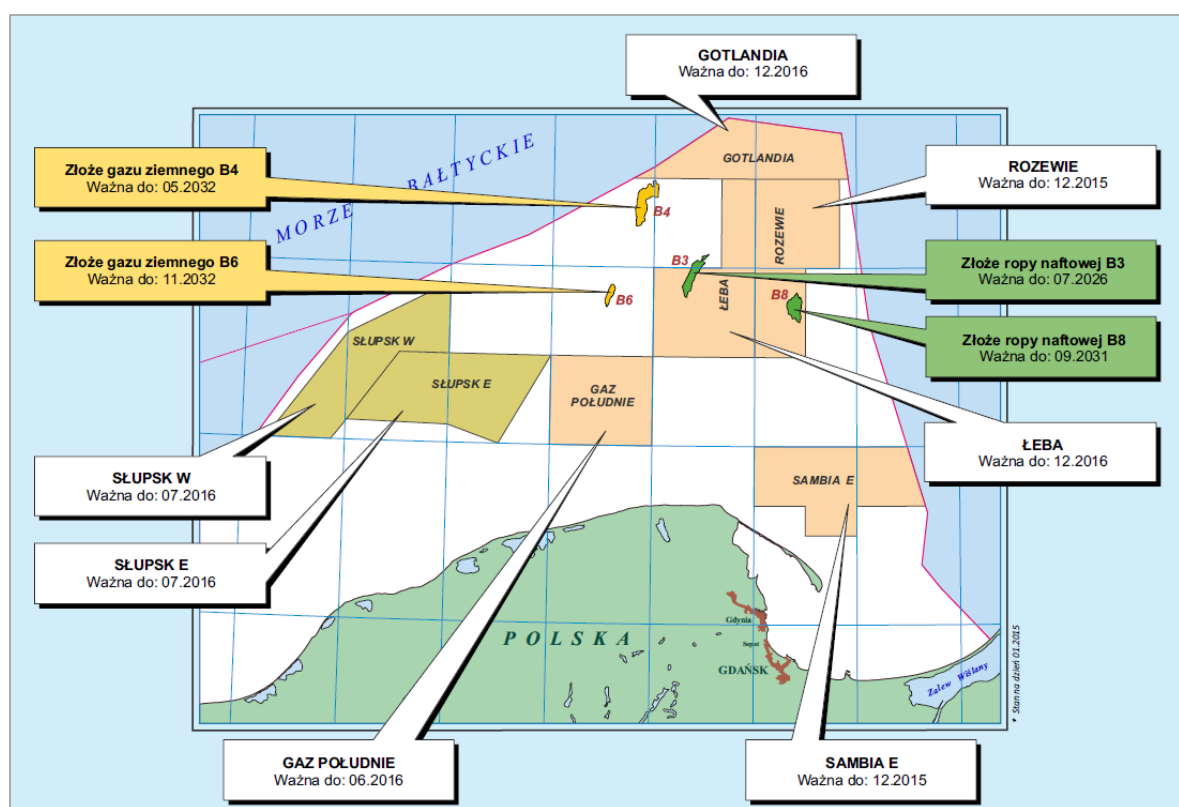 GOTLANDIA
Ważna do: 12.2016
Złoże gazu ziemnego B4
Ważna do: 05.2032
MORZE BAŁTYCKIE
GOTLANDIA
ROZEWIE
Ważna do: 12.2015
B4
ROZEWIE
Złoże gazu ziemnego B6
Ważna do: 11.2032
B3
Złoże ropy naftowej B3
Ważna do: 07.2026
B6
ŁEBA
B8
Złoże ropy naftowej B8
Ważna do: 09.2031
SŁUPSK W
SŁUPSK E
GAZ
POŁUDNIE
ŁEBA
Ważna do: 12.2016
SŁUPSK W
Ważna do: 07.2016
SAMBIA E
SŁUPSK E
Ważna do: 07.2016
POLSKA
Gdynia
Sopot
GDAŃSK
Zalew Wiślany
* Stan na dzień 01.2015
GAZ POŁUDNIE
Ważna do: 06.2016
SAMBIA E
Ważna do: 12.2015